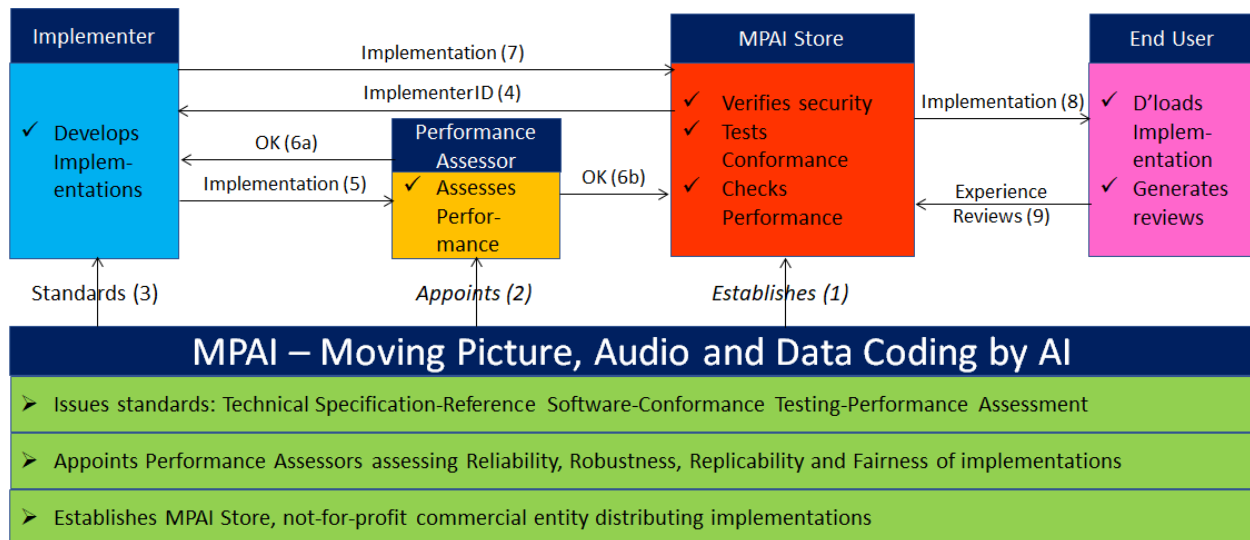 Implementer
MPAI Store
End User
Implementation (7)
ImplementerID (4)
✓ Develops
Implem-
entations
OK (6a)
Implementation (5)
Performance
Assessor
✓ Assesses
Perfor-
mance
OK (6b)
✓ Verifies security
✓ Tests
Conformance
✓ Checks
Performance
Implementation (8)
Experience
Reviews (9)
✓ D'loads
Implem-
entation
✓ Generates
reviews
Standards (3)
Appoints (2)
Establishes (1)
MPAI – Moving Picture, Audio and Data Coding by AI
➢ Issues standards: Technical Specification-Reference Software-Conformance Testing-Performance Assessment
➢ Appoints Performance Assessors assessing Reliability, Robustness, Replicability and Fairness of implementations
➢ Establishes MPAI Store, not-for-profit commercial entity distributing implementations